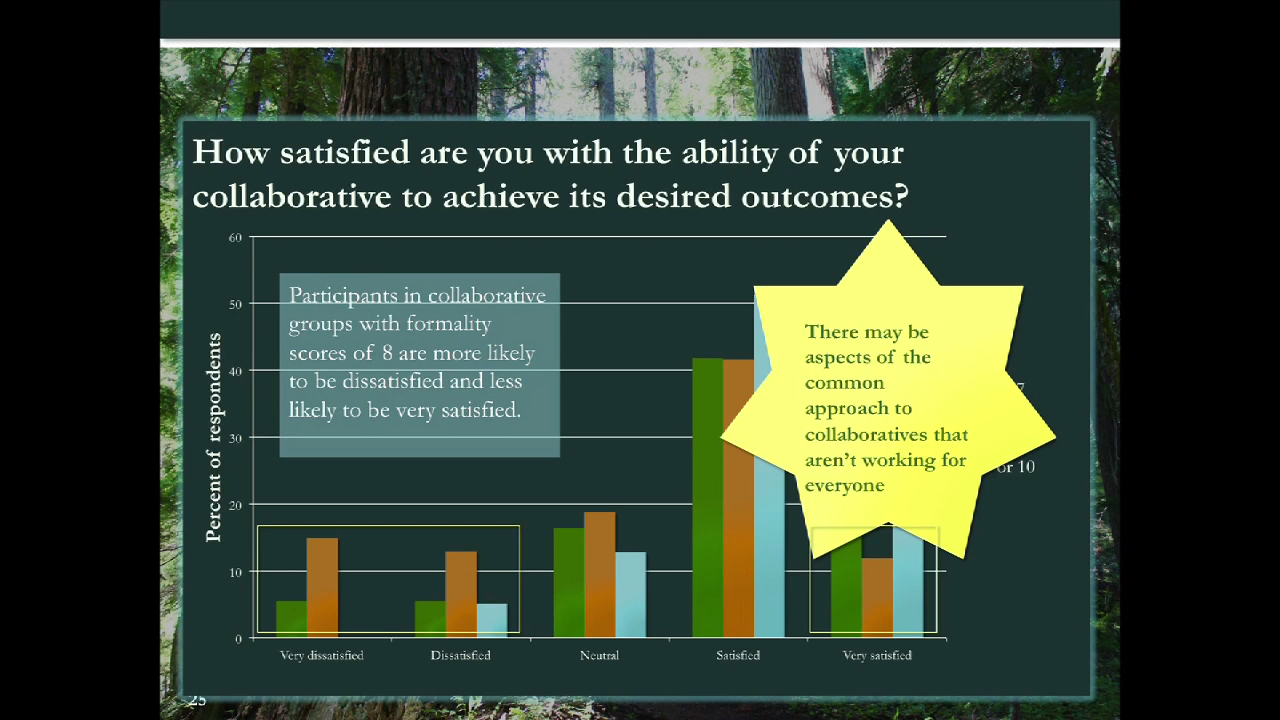 How satisfied are you with the ability of your
collaborative to achieve its desired outcomes?
60
50
40
30
20
10
0
Percent of respondents
Participants in collaborative
groups with formality
scores of 8 are more likely
to be dissatisfied and less
likely to be very satisfied.
There may be
aspects of the
common
approach to
collaboratives that
aren't working for
everyone
7
or 10
Very dissatisfied
Dissatisfied
Neutral
Satisfied
Very satisfied
25